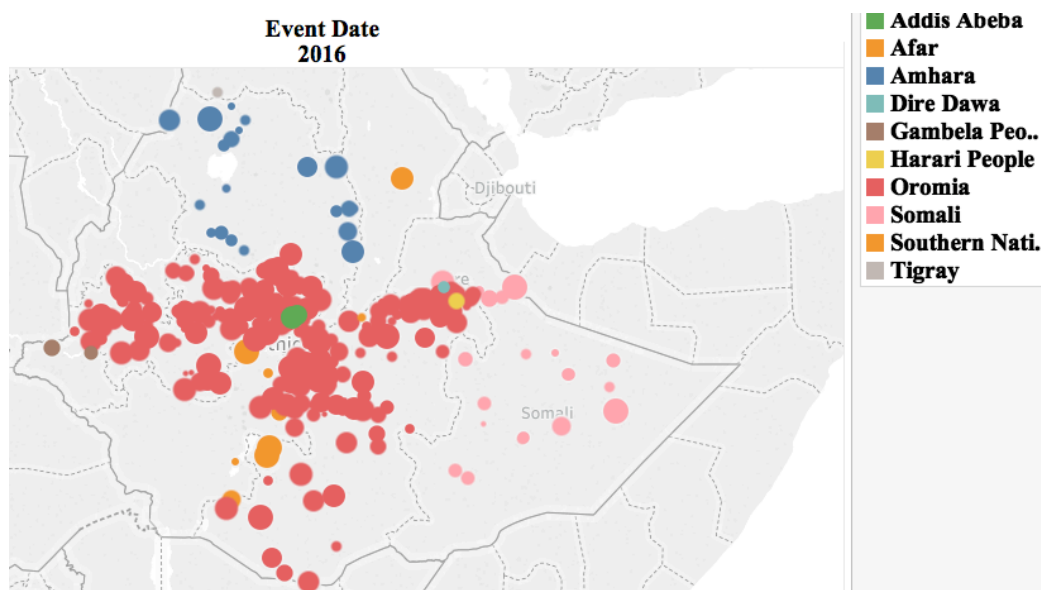 Event Date
2016
Addis Abeba
Afar
Amhara
Dire Dawa
Gambela Peo..
Harari People
Oromia
Somali
Southern Nati.
Tigray
Djibouti
Somali